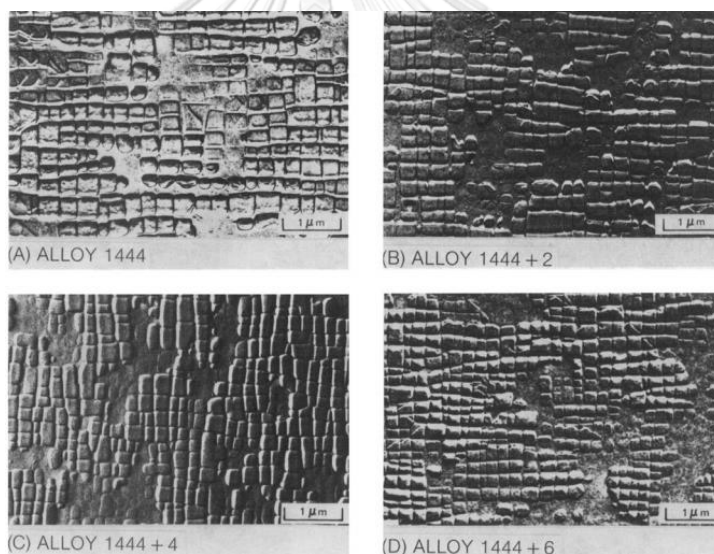 1 μm
(A) ALLOY 1444
1 μm
(B) ALLOY 1444 + 2
1 μm
(C) ALLOY 1444 + 4
1 μm
(D) ALLOY 1444 + 6